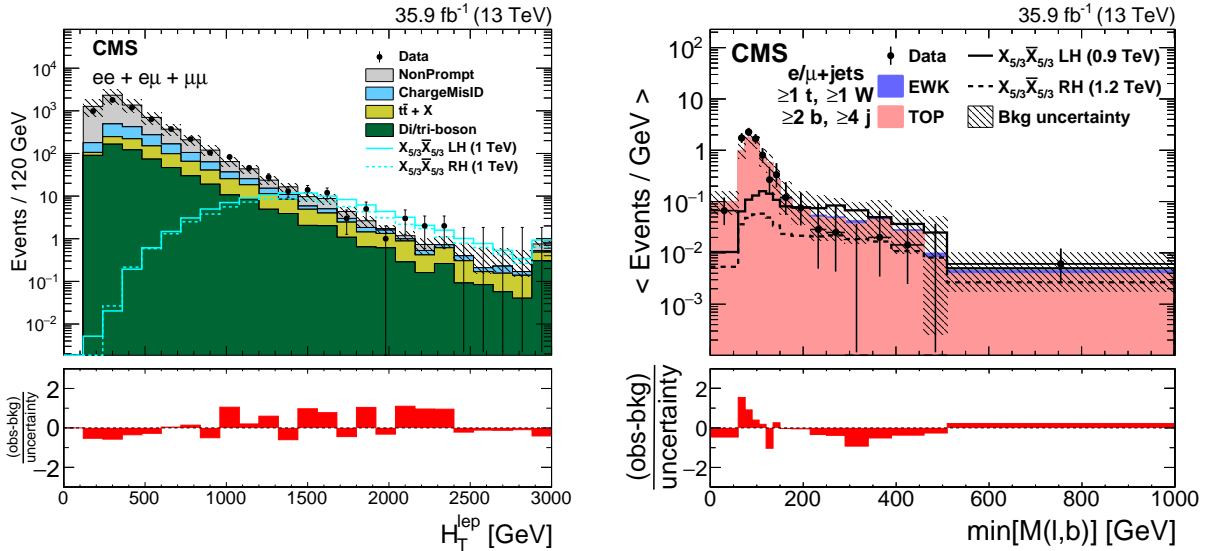 35.9 fb⁻¹ (13 TeV)
CMS
ee + eμ + μμ
Data
NonPrompt
ChargeMisID
tt̄ + X
Di/tri-boson
X₅/₃X̄₅/₃ LH (1 TeV)
X₅/₃X̄₅/₃ RH (1 TeV)
Events / 120 GeV
10⁴
10³
10²
10
1
10⁻¹
10⁻²
(obs-bkg)
uncertainty
2
0
−2
0 500 1000 1500 2000 2500 3000
H_T^lep [GeV]
35.9 fb⁻¹ (13 TeV)
CMS
e/μ+jets
≥1 t, ≥1 W
≥2 b, ≥4 j
Data
EWK
TOP
X₅/₃X̄₅/₃ LH (0.9 TeV)
X₅/₃X̄₅/₃ RH (1.2 TeV)
Bkg uncertainty
< Events / GeV >
10²
10
1
10⁻¹
10⁻²
10⁻³
(obs-bkg)
uncertainty
2
0
−2
0 200 400 600 800 1000
min[M(l,b)] [GeV]